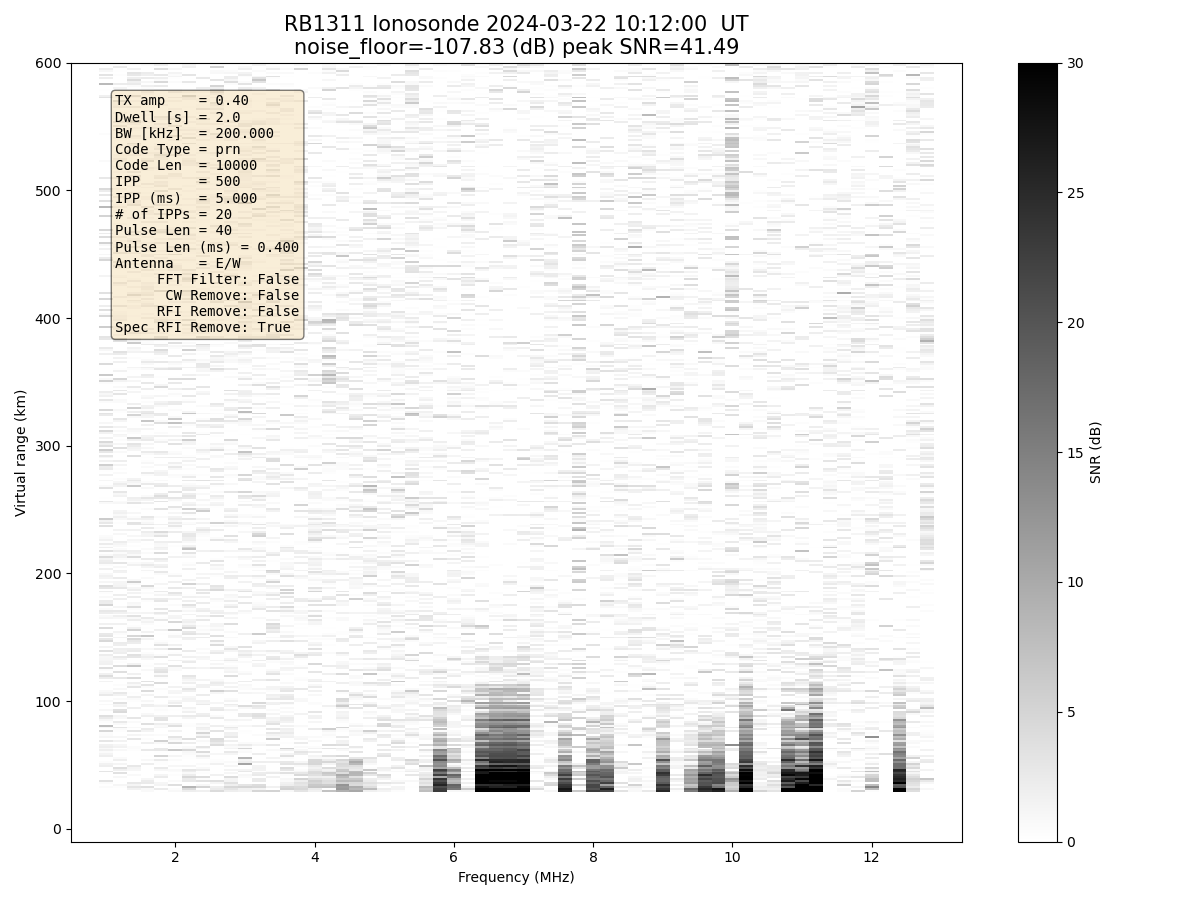 RB1311 Ionosonde 2024-03-22 10:12:00 UT
noise_floor=-107.83 (dB) peak SNR=41.49
TX amp    = 0.40
Dwell [s] = 2.0
BW [kHz]  = 200.000
Code Type = prn
Code Len  = 10000
IPP       = 500
IPP (ms)  = 5.000
# of IPPs = 20
Pulse Len = 40
Pulse Len (ms) = 0.400
Antenna   = E/W
FFT Filter: False
CW Remove: False
RFI Remove: False
Spec RFI Remove: True
600
500
400
300
200
100
0
Virtual range (km)
2 4 6 8 10 12
Frequency (MHz)
30
25
20
15
10
5
0
SNR (dB)